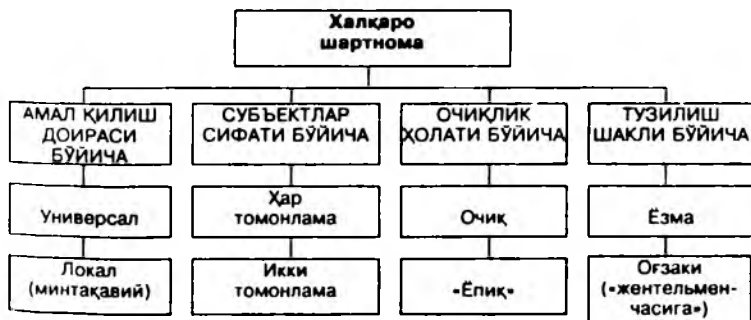 Халқаро
шартнома
АМАЛ ҚИЛИШ
ДОИРАСИ
БЎЙИЧА
СУБЪЕКТЛАР
СИФАТИ БЎЙИЧА
ОЧИҚЛИК
ҲОЛАТИ БЎЙИЧА
ТУЗИЛИШ
ШАКЛИ БЎЙИЧА
Универсал
Ҳар
томонлама
Очиқ
Ёзма
Локал
(минтақавий)
Икки
томонлама
«Ёпиқ»
Оғзаки
(«жентельмен-
часига»)